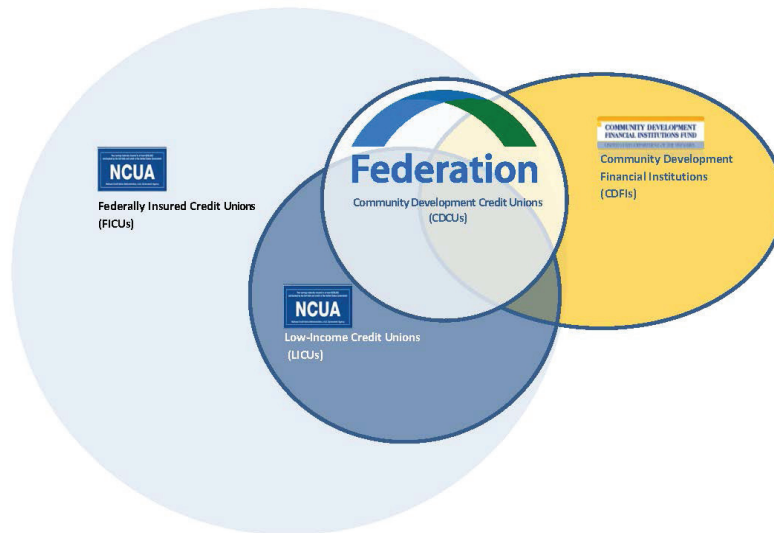 NCUA
Federally Insured Credit Unions
(FICUs)
Federation
Community Development Credit Unions
(CDCUs)
COMMUNITY DEVELOPMENT
FINANCIAL INSTITUTIONS FUND
Community Development
Financial Institutions
(CDFIs)
NCUA
Low-Income Credit Unions
(LICUs)